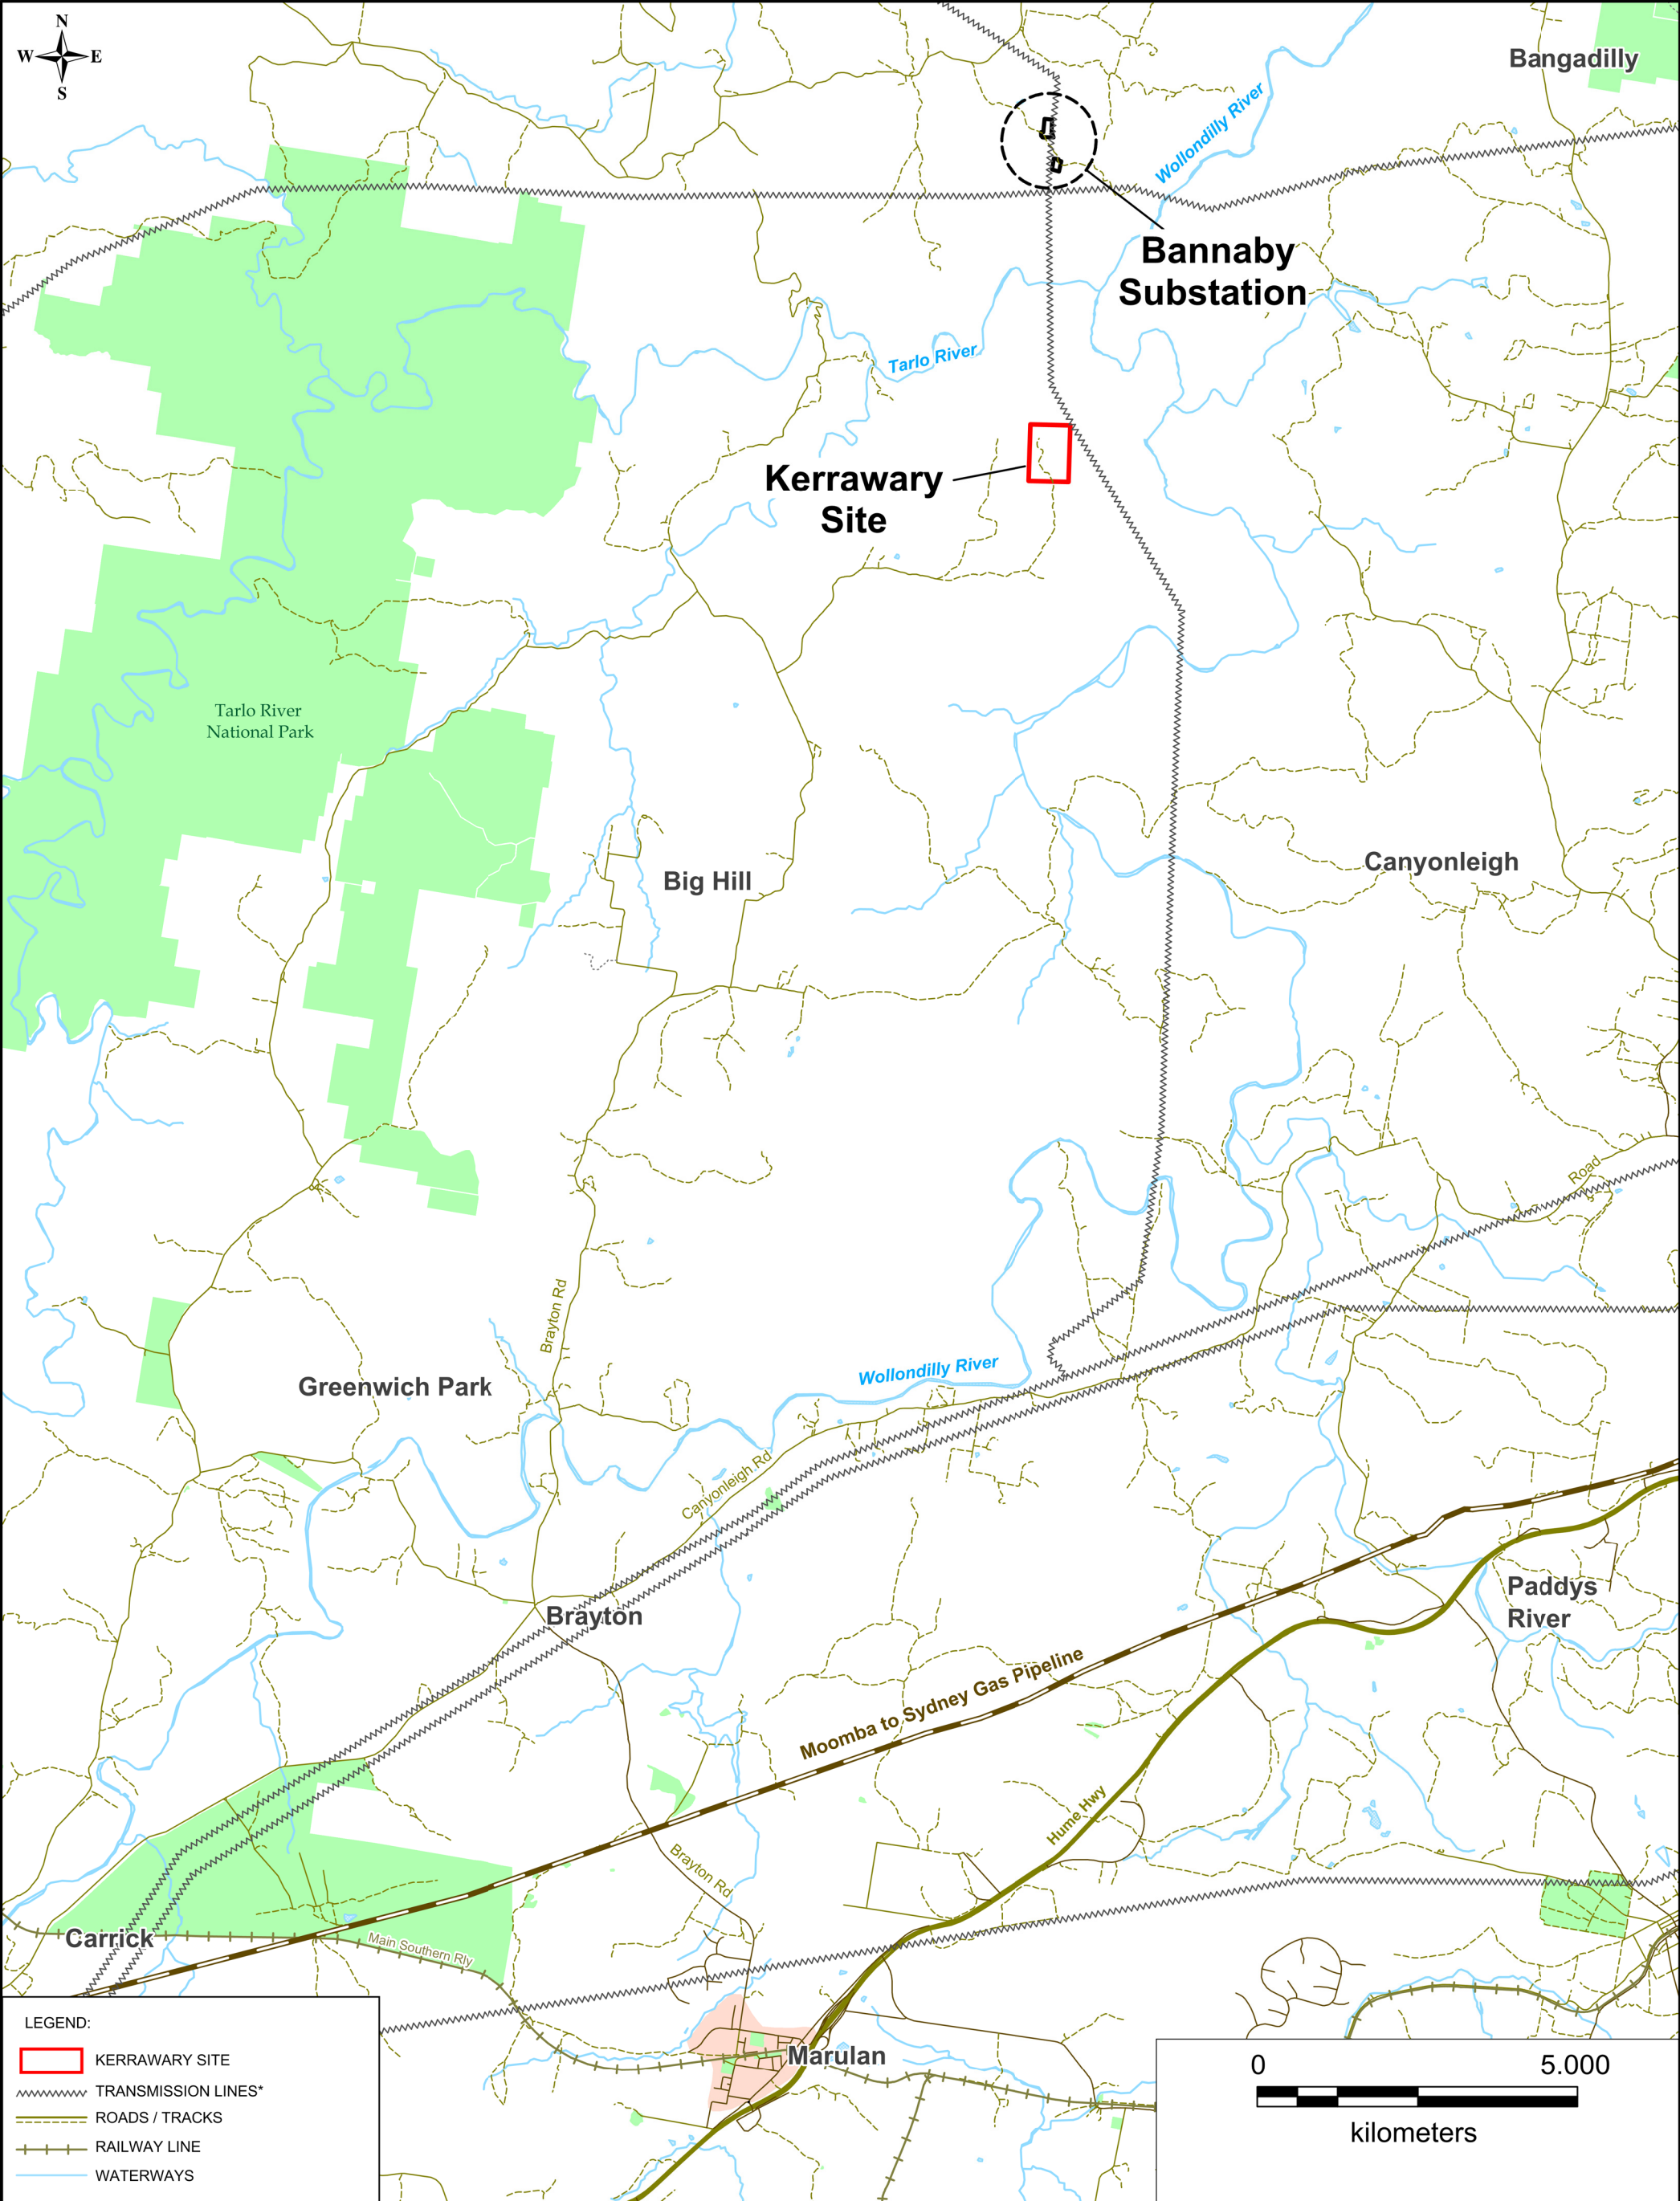 N
W E
S
Bangadilly
Wollondilly River
Bannaby
Substation
Tarlo River
Kerrawary
Site
Tarlo River
National Park
Canyonleigh
Big Hill
Road
Brayton Rd
Wollondilly River
Greenwich Park
Canyonleigh Rd
Paddys
River
Brayton
Moomba to Sydney Gas Pipeline
Hume Hwy
Brayton Rd
Carrick
Main Southern Rly
Marulan
LEGEND:
KERRAWARY SITE
TRANSMISSION LINES*
ROADS / TRACKS
RAILWAY LINE
WATERWAYS
0 5.000
kilometers